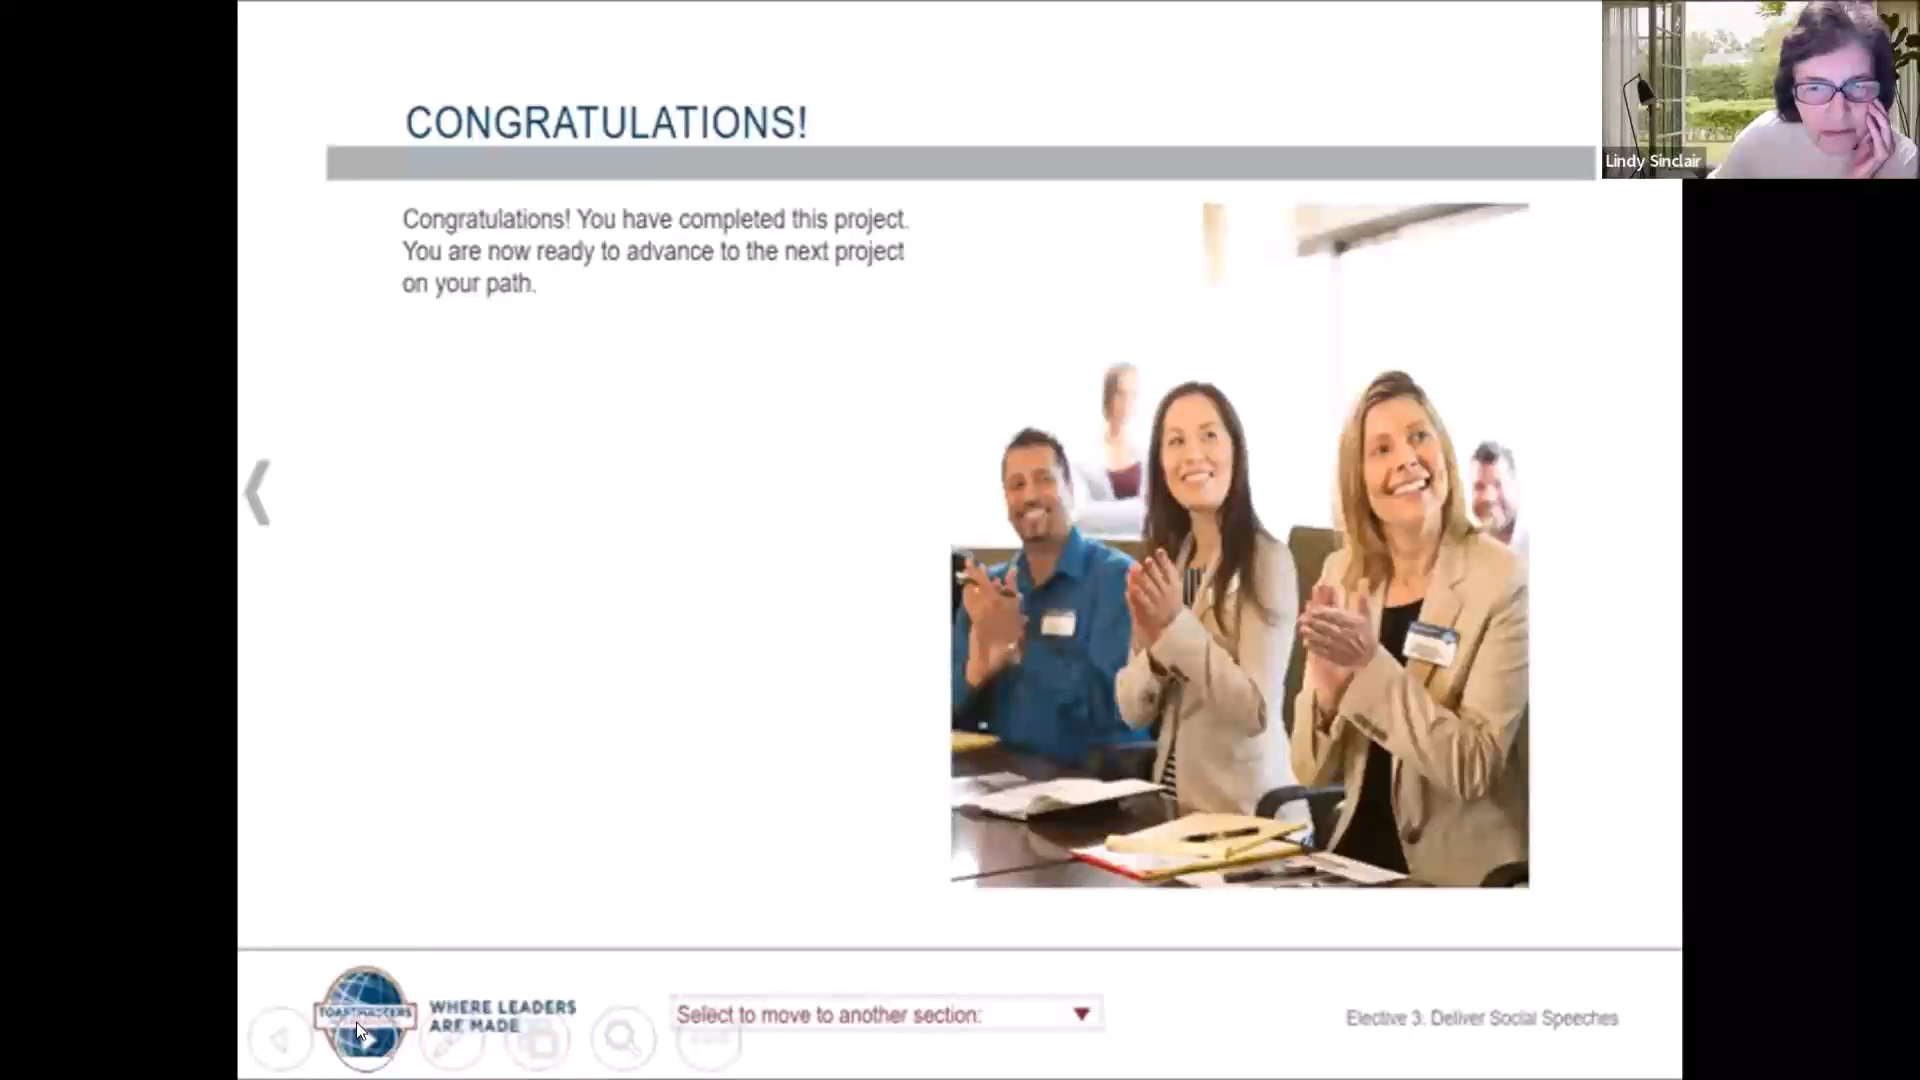 CONGRATULATIONS!
Lindy Sinclair
Congratulations! You have completed this project.
You are now ready to advance to the next project
on your path.
TOASTMASTERS
WHERE LEADERS
ARE MADE
Select to move to another section:
Elective 3: Deliver Social Speeches